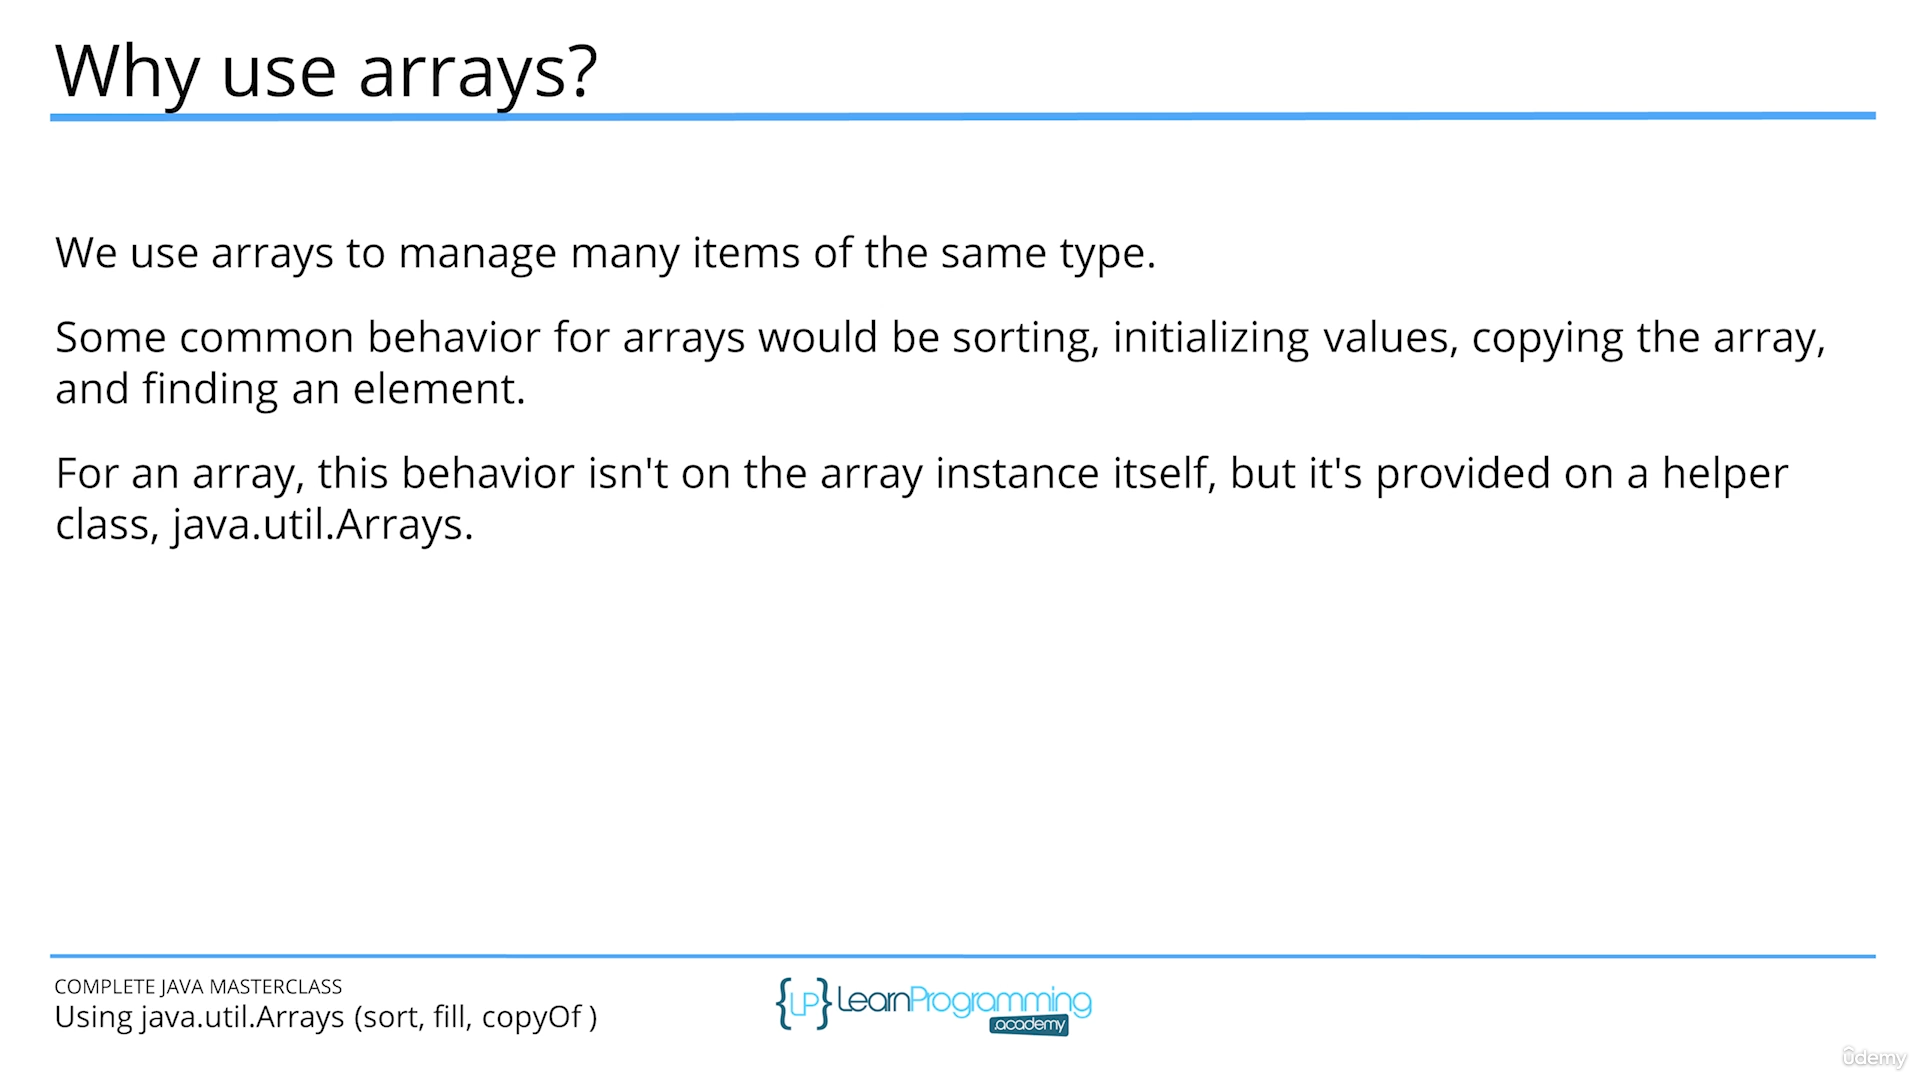 Why use arrays?
We use arrays to manage many items of the same type.
Some common behavior for arrays would be sorting, initializing values, copying the array,
and finding an element.
For an array, this behavior isn't on the array instance itself, but it's provided on a helper
class, java.util.Arrays.
COMPLETE JAVA MASTERCLASS
Using java.util.Arrays (sort, fill, copyOf )
{LP} LearnProgramming
.academy
ûdemy